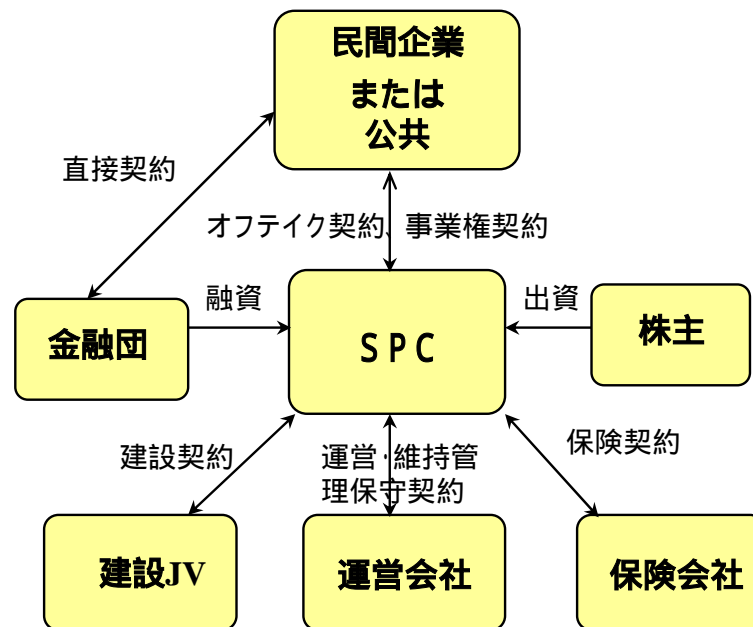 民間企業
または
公共
直接契約
オフテイク契約、事業権契約
融資
出資
金融団
ＳＰＣ
株主
建設契約
運営・維持管
理保守契約
保険契約
建設JV
運営会社
保険会社